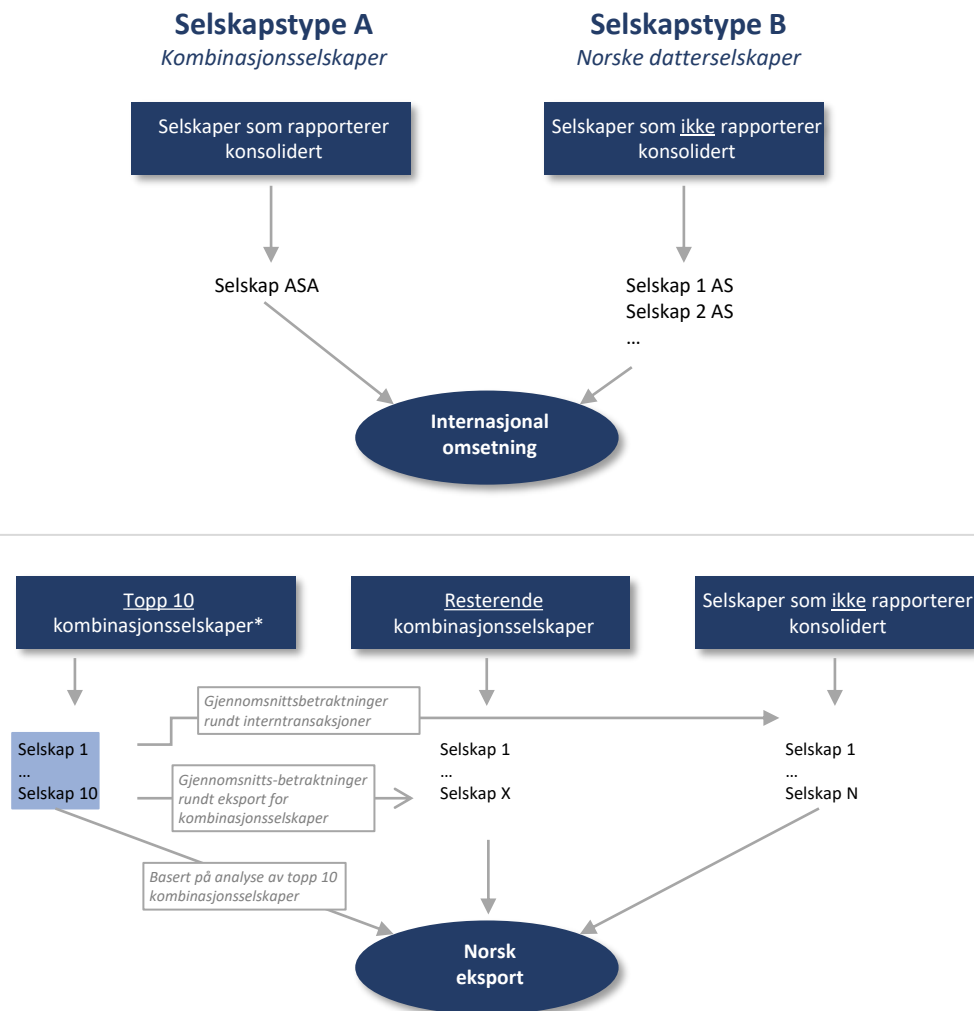 Selskapstype A
Kombinasjonsselskaper
Selskapstype B
Norske datterselskaper
Selskaper som rapporterer
konsolidert
Selskaper som ikke rapporterer
konsolidert
Selskap ASA
Selskap 1 AS
Selskap 2 AS
…
Internasjonal
omsetning
Topp 10
kombinasjonsselskaper*
Resterende
kombinasjonsselskaper
Selskaper som ikke rapporterer
konsolidert
Gjennomsnittsbetraktninger
rundt interntransaksjoner
Selskap 1
…
Selskap 10
Gjennomsnitts-betraktninger
rundt eksport for
kombinasjonsselskaper
Selskap 1
…
Selskap X
Selskap 1
…
Selskap N
Basert på analyse av topp 10
kombinasjonsselskaper
Norsk
eksport